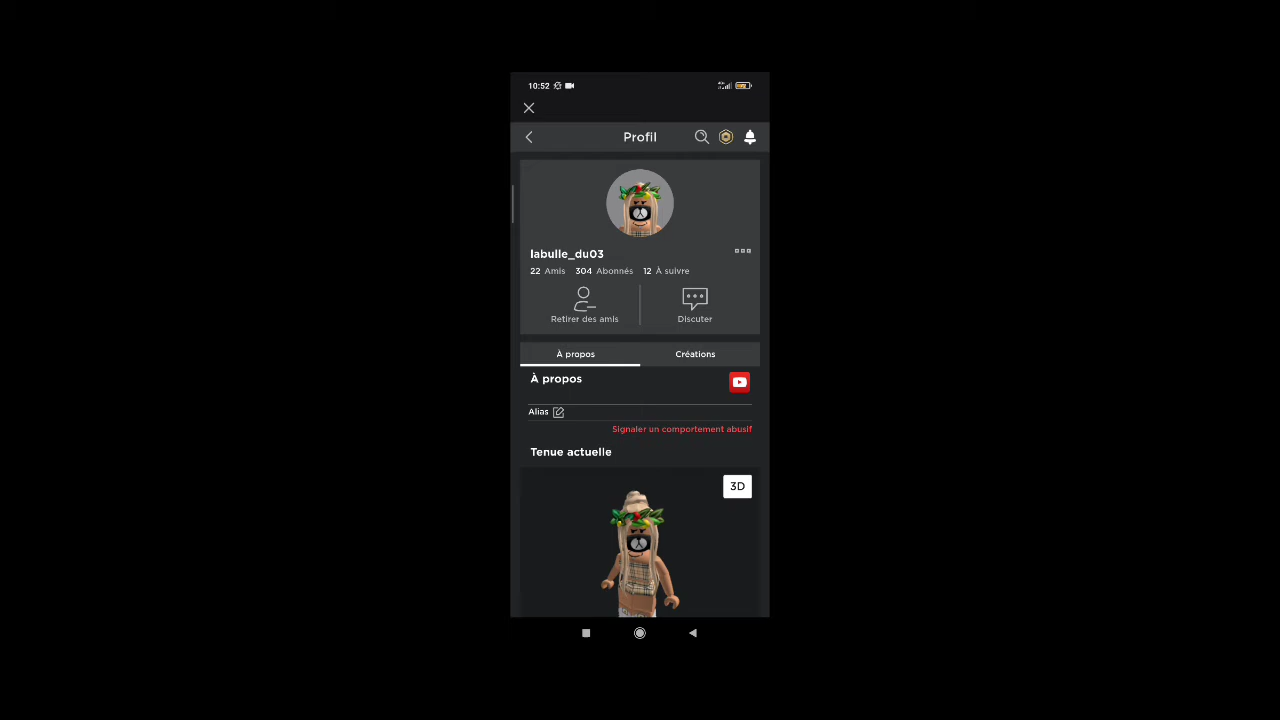 10:52
Profil
labulle_du03
22 Amis 304 Abonnés 12 À suivre
Retirer des amis Discuter
À propos Créations
À propos
Alias
Signaler un comportement abusif
Tenue actuelle
3D